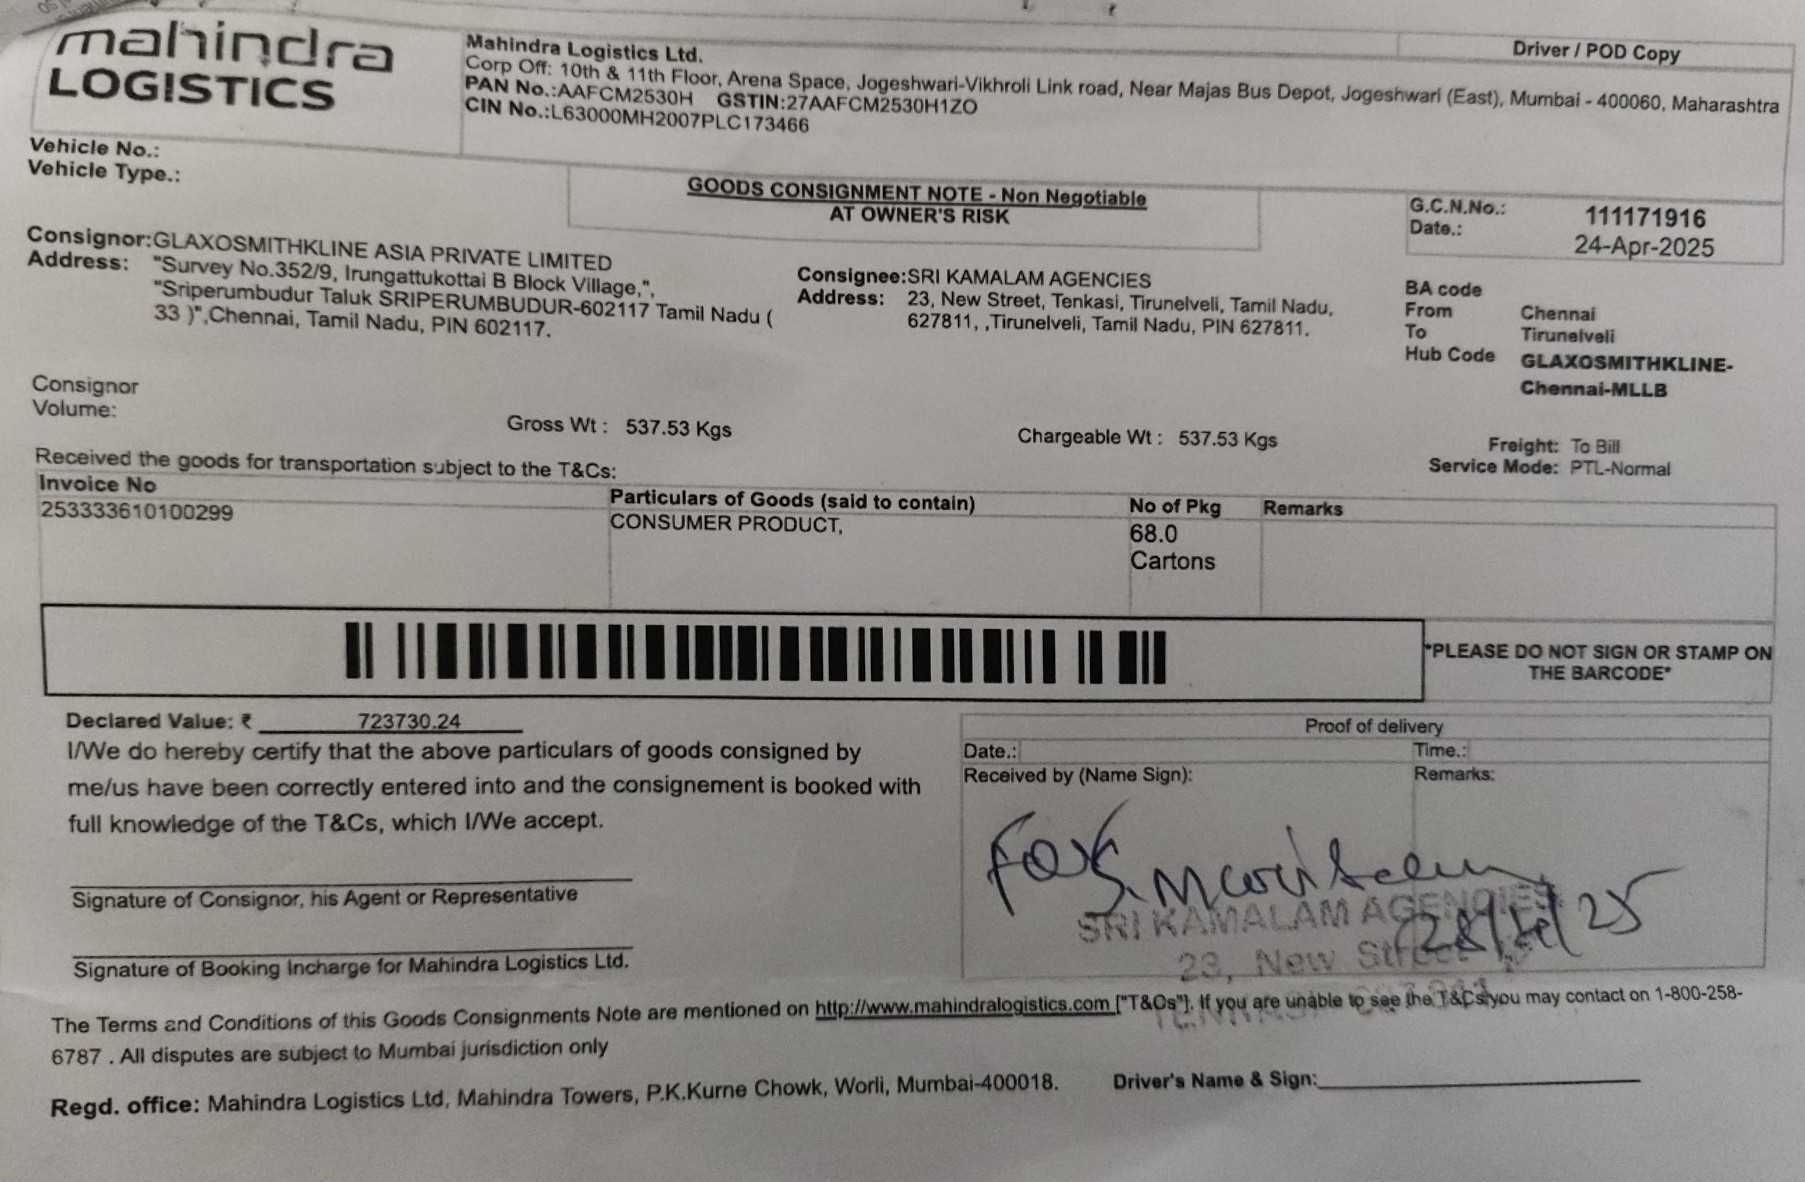 mahindra
LOGISTICS
Mahindra Logistics Ltd.
Driver / POD Copy
Corp Off: 10th & 11th Floor, Arena Space, Jogeshwari-Vikhroli Link road, Near Majas Bus Depot, Jogeshwari (East), Mumbai - 400060, Maharashtra
PAN No.:AAFCM2530H GSTIN:27AAFCM2530H1ZO
CIN No.:L63000MH2007PLC173466
Vehicle No.:
Vehicle Type.:
GOODS CONSIGNMENT NOTE - Non Negotiable
AT OWNER'S RISK
G.C.N.No.: 111171916
Date.: 24-Apr-2025
Consignor:GLAXOSMITHKLINE ASIA PRIVATE LIMITED
Address: "Survey No.352/9, Irungattukottai B Block Village,",
"Sriperumbudur Taluk SRIPERUMBUDUR-602117 Tamil Nadu (
33 )",Chennai, Tamil Nadu, PIN 602117.
Consignee:SRI KAMALAM AGENCIES
Address: 23, New Street, Tenkasi, Tirunelveli, Tamil Nadu,
627811, ,Tirunelveli, Tamil Nadu, PIN 627811.
BA code
From Chennai
To Tirunelveli
Hub Code GLAXOSMITHKLINE-
Chennai-MLLB
Consignor
Volume:
Gross Wt : 537.53 Kgs
Chargeable Wt : 537.53 Kgs
Freight: To Bill
Service Mode: PTL-Normal
Received the goods for transportation subject to the T&Cs:
Invoice No Particulars of Goods (said to contain) No of Pkg Remarks
253333610100299 CONSUMER PRODUCT, 68.0
Cartons
*PLEASE DO NOT SIGN OR STAMP ON
THE BARCODE*
Declared Value: ₹ 723730.24
I/We do hereby certify that the above particulars of goods consigned by
me/us have been correctly entered into and the consignement is booked with
full knowledge of the T&Cs, which I/We accept.
Signature of Consignor, his Agent or Representative
Signature of Booking Incharge for Mahindra Logistics Ltd.
Proof of delivery
Date.: Time.:
Received by (Name Sign): Remarks:
For
SRI KAMALAM AGENCIES
28/4/25
23, New Street
The Terms and Conditions of this Goods Consignments Note are mentioned on http://www.mahindralogistics.com ["T&Cs"]. If you are unable to see the T&Cs you may contact on 1-800-258-
6787 . All disputes are subject to Mumbai jurisdiction only
Regd. office: Mahindra Logistics Ltd, Mahindra Towers, P.K.Kurne Chowk, Worli, Mumbai-400018.
Driver's Name & Sign: